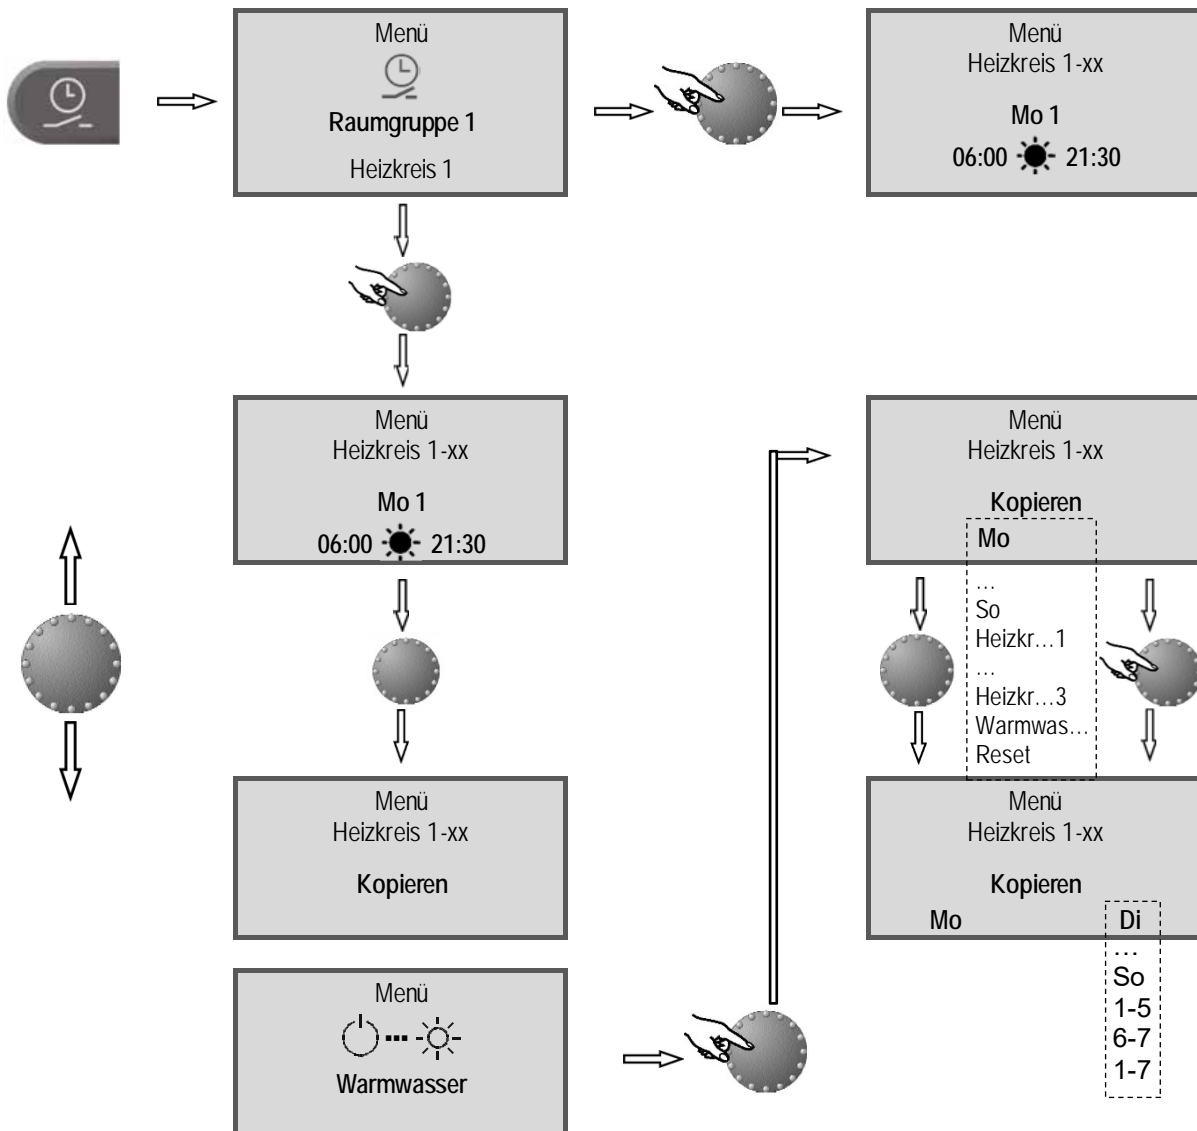 Menü
Raumgruppe 1
Heizkreis 1
Menü
Heizkreis 1-xx
Mo 1
06:00 21:30
Menü
Heizkreis 1-xx
Mo 1
06:00 21:30
Menü
Heizkreis 1-xx
Kopieren
Mo
...
So
Heizkr...1
...
Heizkr...3
Warmwas...
Reset
Menü
Heizkreis 1-xx
Kopieren
Menü
Heizkreis 1-xx
Kopieren
Mo Di
...
So
1-5
6-7
1-7
Menü
Warmwasser